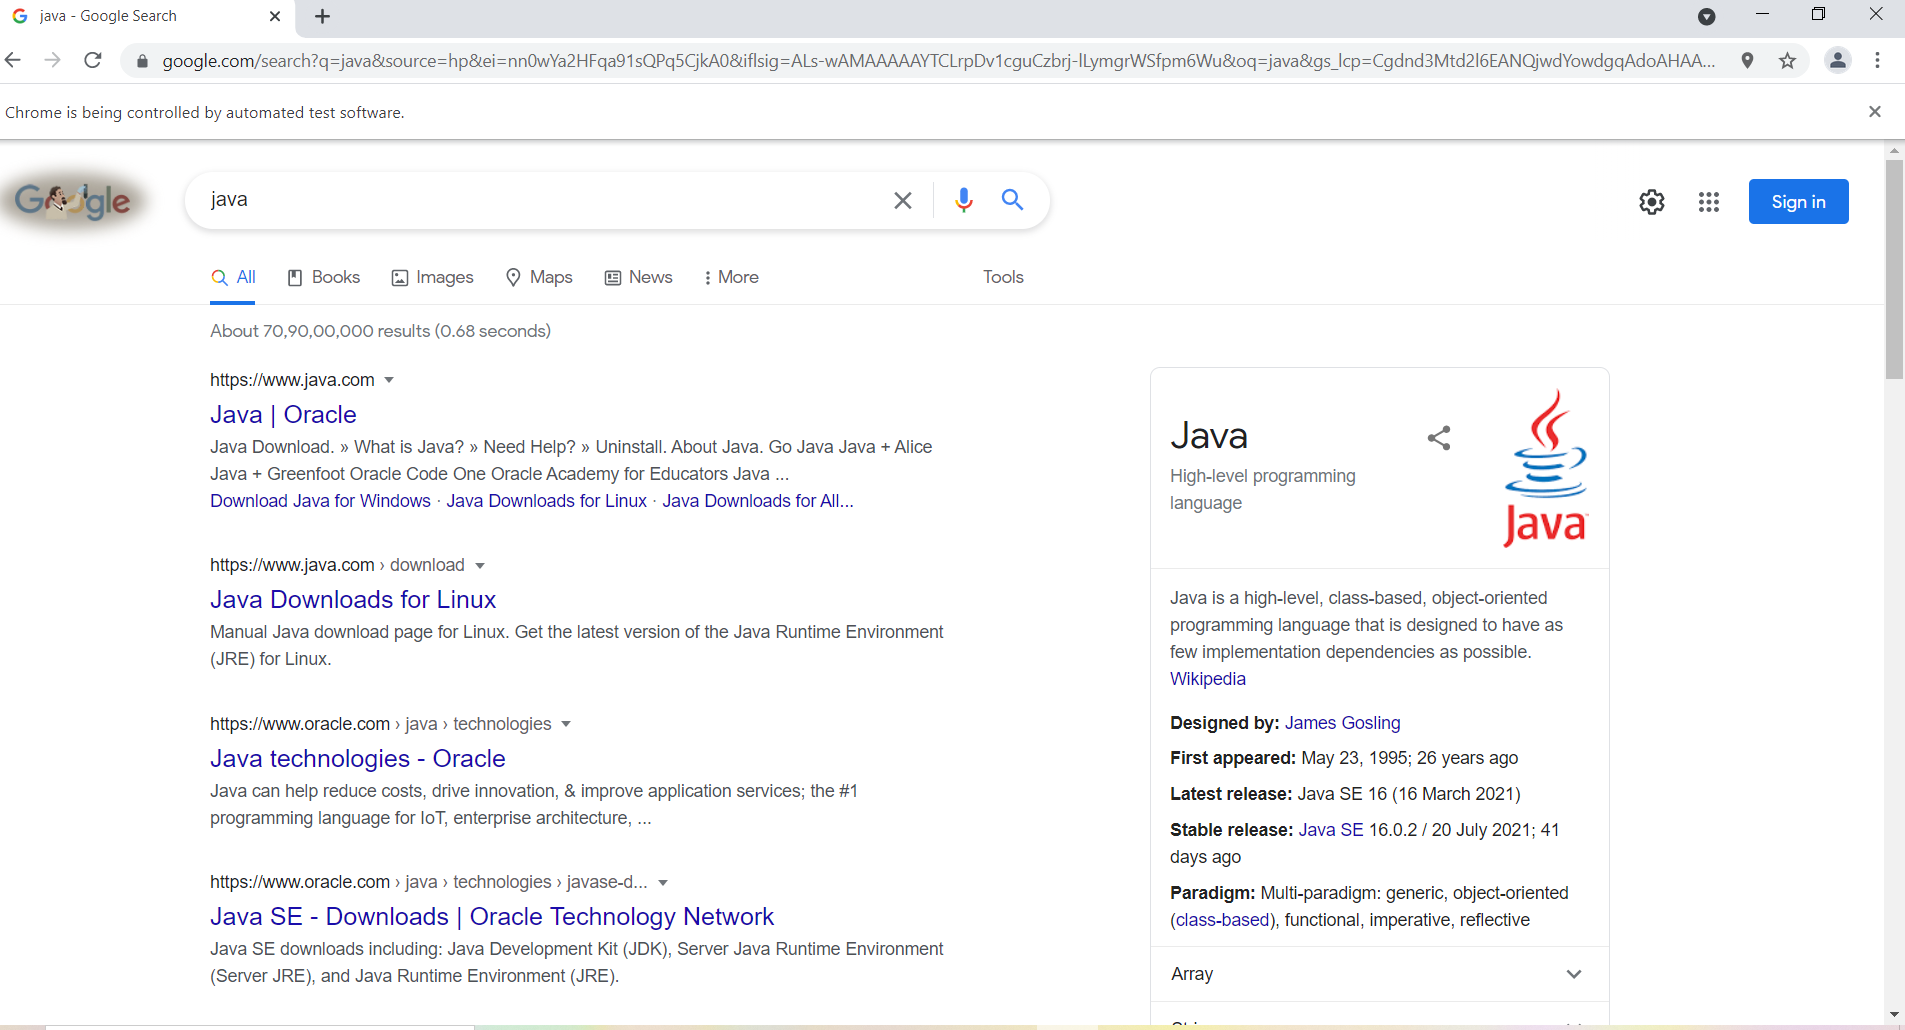 java - Google Search
google.com/search?q=java&source=hp&ei=nn0wYa2HFqa91sQPq5CjkA0&iflsig=ALs-wAMAAAAAYTCLrpDv1cguCzbrj-lLymgrWSfpm6Wu&oq=java&gs_lcp=Cgdnd3Mtd2l6EANQjwdYowdgqAdoAHAA...
Chrome is being controlled by automated test software.
Google
java
Sign in
All Books Images Maps News More Tools
About 70,90,00,000 results (0.68 seconds)
https://www.java.com
Java | Oracle
Java Download. » What is Java? » Need Help? » Uninstall. About Java. Go Java Java + Alice
Java + Greenfoot Oracle Code One Oracle Academy for Educators Java ...
Download Java for Windows · Java Downloads for Linux · Java Downloads for All...
https://www.java.com › download
Java Downloads for Linux
Manual Java download page for Linux. Get the latest version of the Java Runtime Environment
(JRE) for Linux.
https://www.oracle.com › java › technologies
Java technologies - Oracle
Java can help reduce costs, drive innovation, & improve application services; the #1
programming language for IoT, enterprise architecture, ...
https://www.oracle.com › java › technologies › javase-d...
Java SE - Downloads | Oracle Technology Network
Java SE downloads including: Java Development Kit (JDK), Server Java Runtime Environment
(Server JRE), and Java Runtime Environment (JRE).
Java
High-level programming
language
Java
Java is a high-level, class-based, object-oriented
programming language that is designed to have as
few implementation dependencies as possible.
Wikipedia
Designed by: James Gosling
First appeared: May 23, 1995; 26 years ago
Latest release: Java SE 16 (16 March 2021)
Stable release: Java SE 16.0.2 / 20 July 2021; 41
days ago
Paradigm: Multi-paradigm: generic, object-oriented
(class-based), functional, imperative, reflective
Array